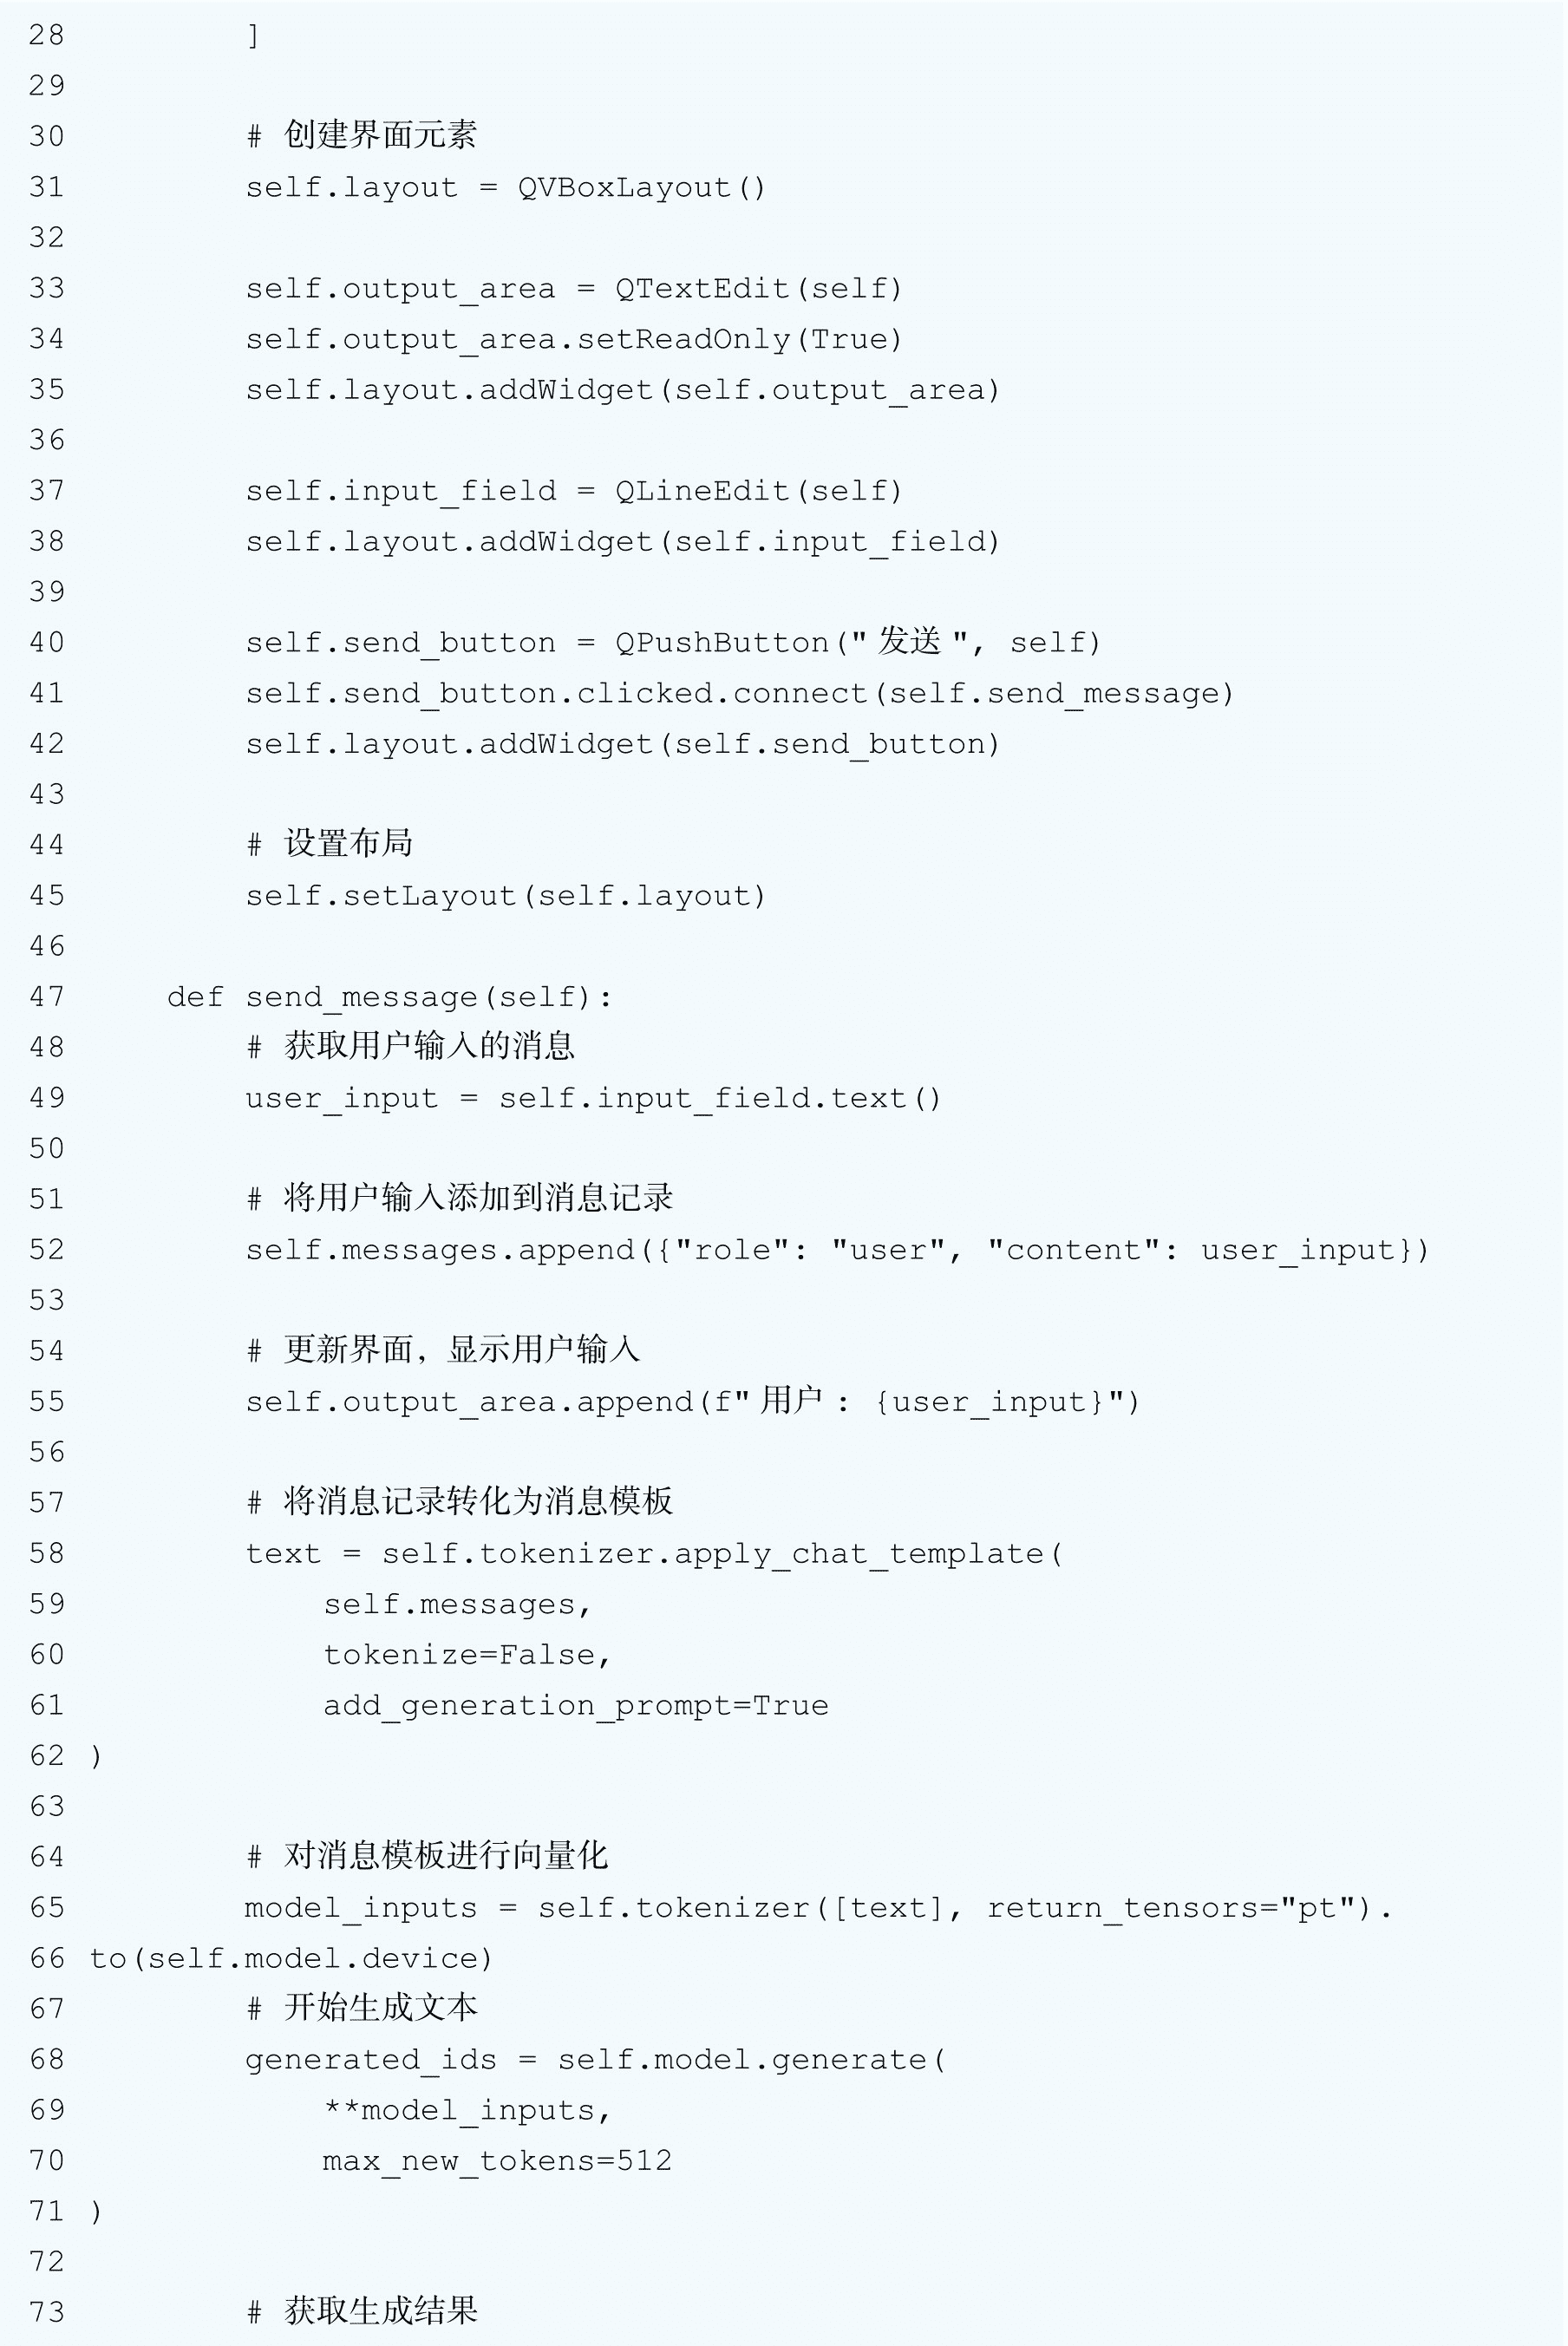 28         ]
29
30         # 创建界面元素
31         self.layout = QVBoxLayout()
32
33         self.output_area = QTextEdit(self)
34         self.output_area.setReadOnly(True)
35         self.layout.addWidget(self.output_area)
36
37         self.input_field = QLineEdit(self)
38         self.layout.addWidget(self.input_field)
39
40         self.send_button = QPushButton("发送", self)
41         self.send_button.clicked.connect(self.send_message)
42         self.layout.addWidget(self.send_button)
43
44         # 设置布局
45         self.setLayout(self.layout)
46
47     def send_message(self):
48         # 获取用户输入的消息
49         user_input = self.input_field.text()
50
51         # 将用户输入添加到消息记录
52         self.messages.append({"role": "user", "content": user_input})
53
54         # 更新界面，显示用户输入
55         self.output_area.append(f"用户: {user_input}")
56
57         # 将消息记录转化为消息模板
58         text = self.tokenizer.apply_chat_template(
59             self.messages,
60             tokenize=False,
61             add_generation_prompt=True
62 )
63
64         # 对消息模板进行向量化
65         model_inputs = self.tokenizer([text], return_tensors="pt").
66 to(self.model.device)
67         # 开始生成文本
68         generated_ids = self.model.generate(
69             **model_inputs,
70             max_new_tokens=512
71 )
72
73         # 获取生成结果